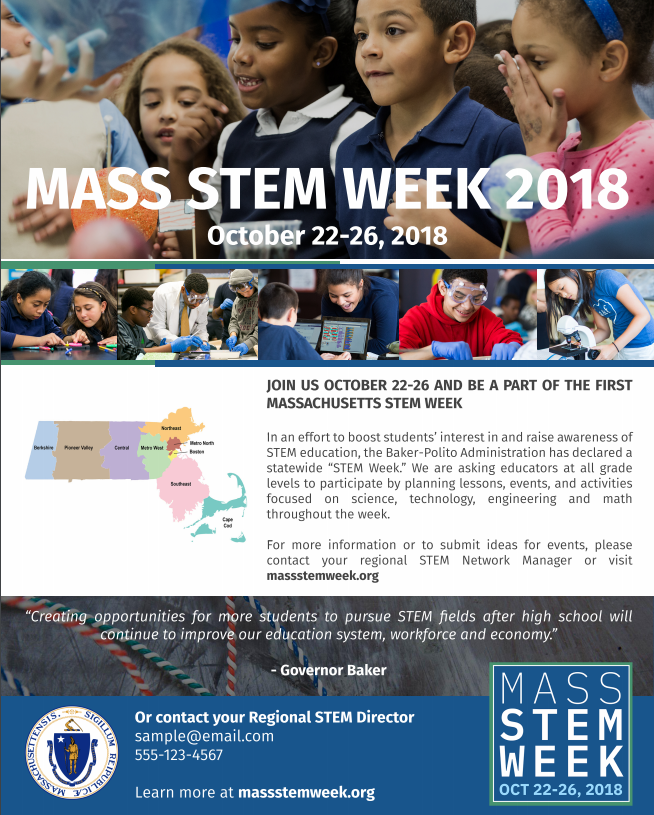 MASS STEM WEEK 2018
October 22-26, 2018
JOIN US OCTOBER 22-26 AND BE A PART OF THE FIRST
MASSACHUSETTS STEM WEEK
Berkshire
Pioneer Valley
Central
Metro West
Northeast
Metro North
Boston
Southeast
Cape
Cod
In an effort to boost students’ interest in and raise awareness of
STEM education, the Baker-Polito Administration has declared a
statewide “STEM Week.” We are asking educators at all grade
levels to participate by planning lessons, events, and activities
focused on science, technology, engineering and math
throughout the week.
For more information or to submit ideas for events, please
contact your regional STEM Network Manager or visit
massstemweek.org
“Creating opportunities for more students to pursue STEM fields after high school will
continue to improve our education system, workforce and economy.”
- Governor Baker
SIGILLUM REIPUBLICÆ MASSACHUSETTENSIS
Or contact your Regional STEM Director
sample@email.com
555-123-4567
Learn more at massstemweek.org
MASS
STEM
WEEK
OCT 22-26, 2018